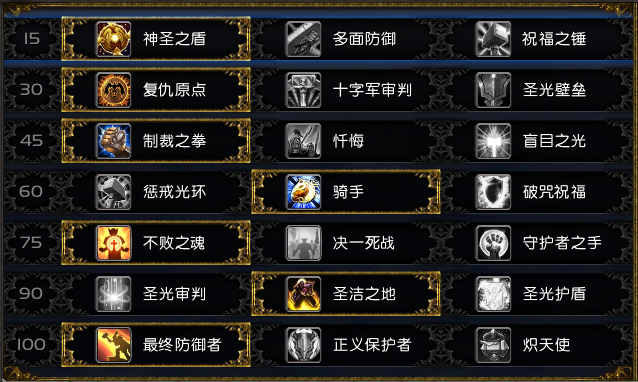 15 神圣之盾 多面防御 祝福之锤
30 复仇原点 十字军审判 圣光壁垒
45 制裁之拳 忏悔 盲目之光
60 惩戒光环 骑手 破咒祝福
75 不败之魂 决一死战 守护者之手
90 圣光审判 圣洁之地 圣光护盾
100 最终防御者 正义保护者 炽天使